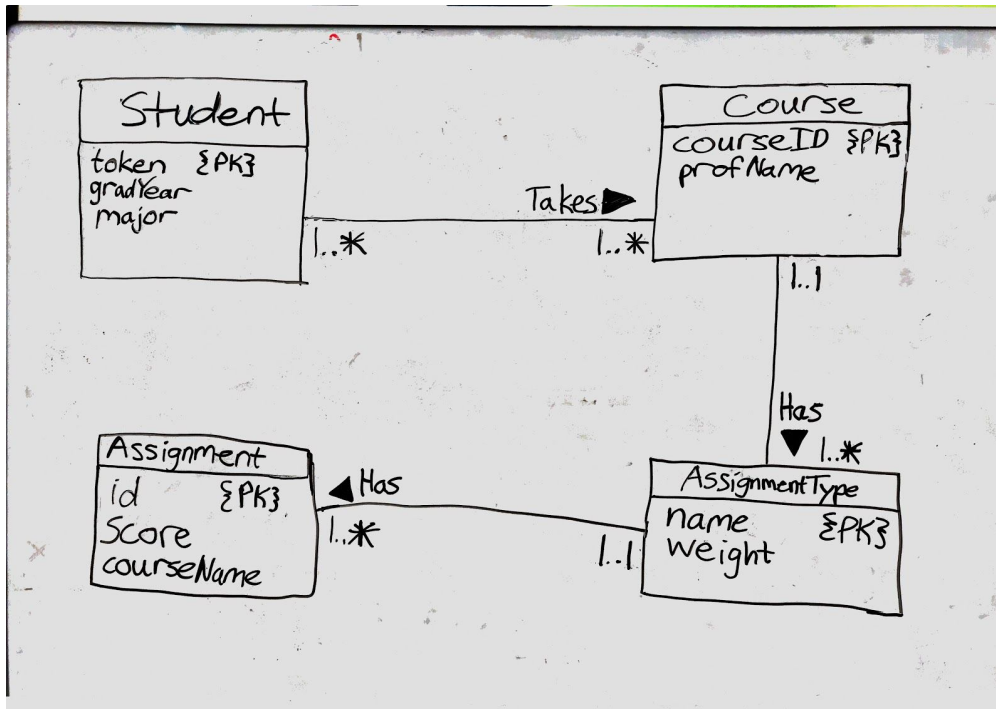 Student
token {PK}
gradYear
major
Takes
1..*
1..*
Course
courseID {PK}
profName
1..1
Has
1..*
Assignment
id {PK}
Score
courseName
Has
1..*
1..1
AssignmentType
name {PK}
weight